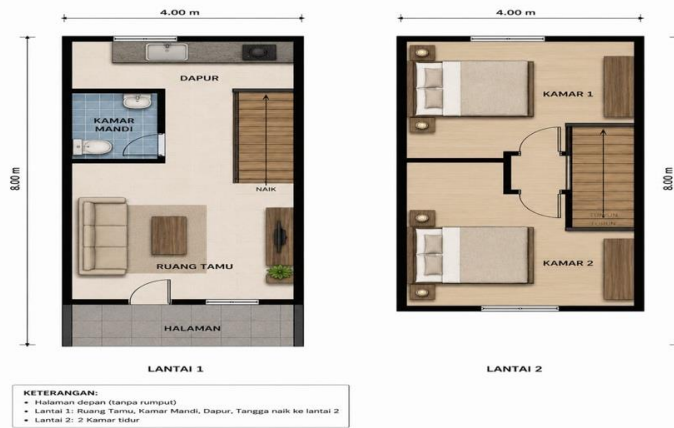 4.00 m
4.00 m
8.00 m
8.00 m
DAPUR
KAMAR
MANDI
NAIK
RUANG TAMU
HALAMAN
KAMAR 1
KAMAR 2
LANTAI 1
LANTAI 2
KETERANGAN:
• Halaman depan (tanpa rumput)
• Lantai 1: Ruang Tamu, Kamar Mandi, Dapur, Tangga naik ke lantai 2
• Lantai 2: 2 Kamar tidur